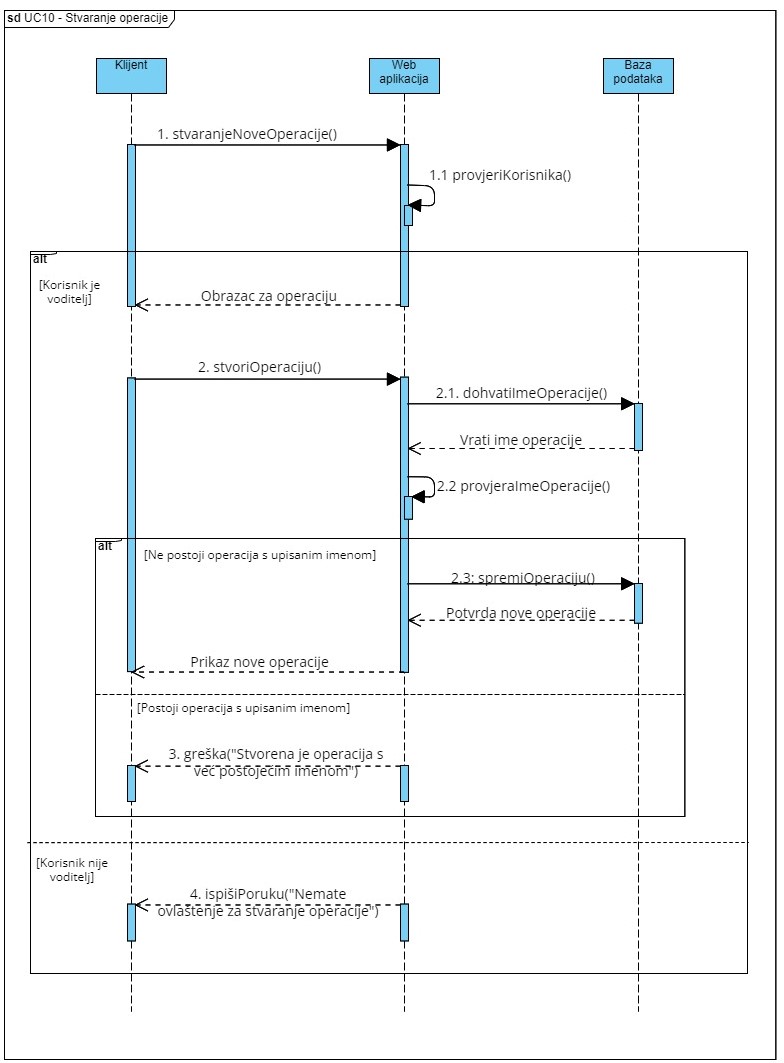 sd UC10 - Stvaranje operacije
Klijent
Web
aplikacija
Baza
podataka
1. stvaranjeNoveOperacije()
1.1 provjeriKorisnika()
alt
[Korisnik je
voditelj]
Obrazac za operaciju
2. stvoriOperaciju()
2.1. dohvatiImeOperacije()
Vrati ime operacije
2.2 provjeraImeOperacije()
alt
[Ne postoji operacija s upisanim imenom]
2.3: spremiOperaciju()
Potvrda nove operacije
Prikaz nove operacije
[Postoji operacija s upisanim imenom]
3. greška("Stvorena je operacija s
već postojećim imenom")
[Korisnik nije
voditelj]
4. ispišiPoruku("Nemate
ovlaštenje za stvaranje operacije")